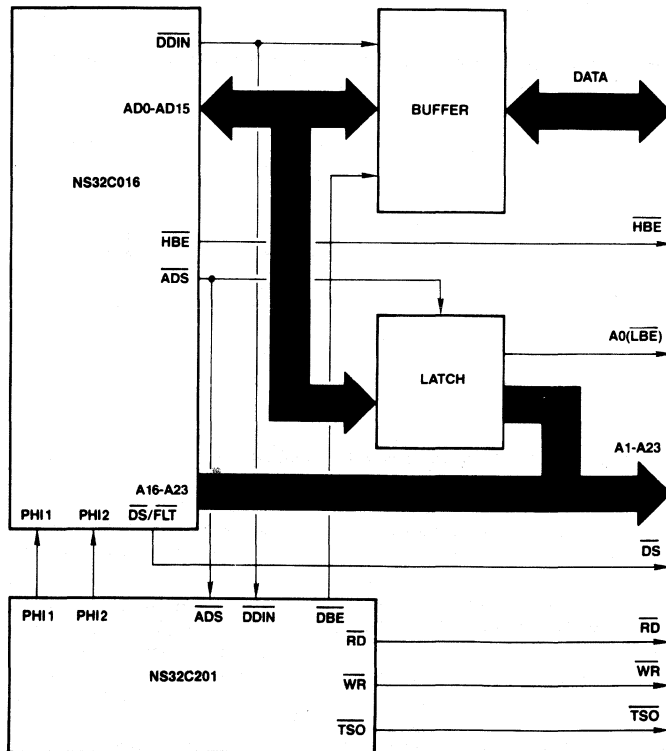 DDIN
DATA
AD0-AD15
BUFFER
NS32C016
HBE
HBE
ADS
A0(LBE)
LATCH
A1-A23
A16-A23
PHI1 PHI2 DS/FLT
DS
PHI1 PHI2 ADS DDIN DBE
RD
RD
NS32C201
WR
WR
TSO
TSO